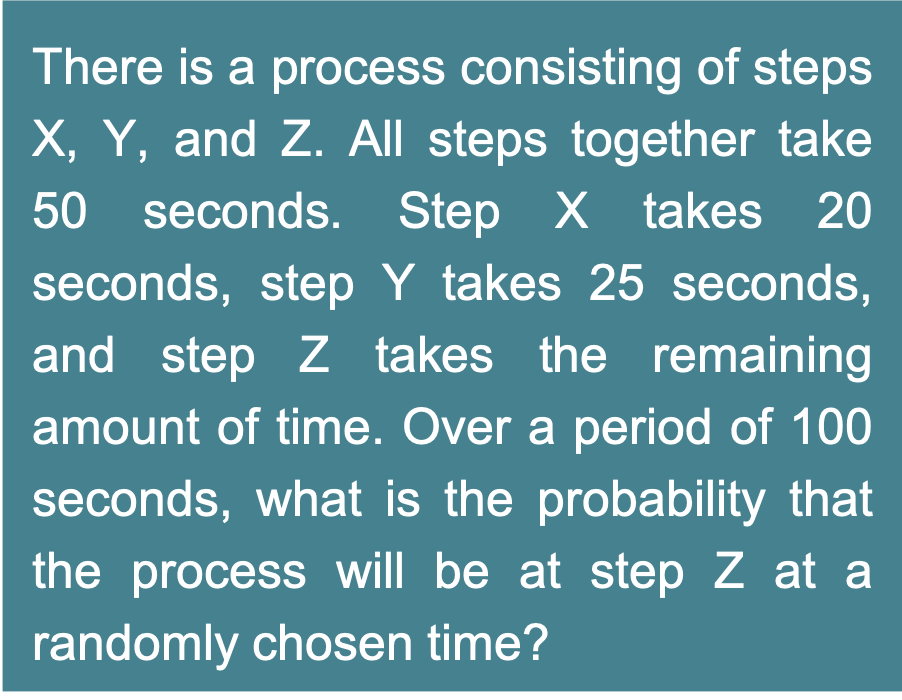 There is a process consisting of steps
X, Y, and Z. All steps together take
50 seconds. Step X takes 20
seconds, step Y takes 25 seconds,
and step Z takes the remaining
amount of time. Over a period of 100
seconds, what is the probability that
the process will be at step Z at a
randomly chosen time?